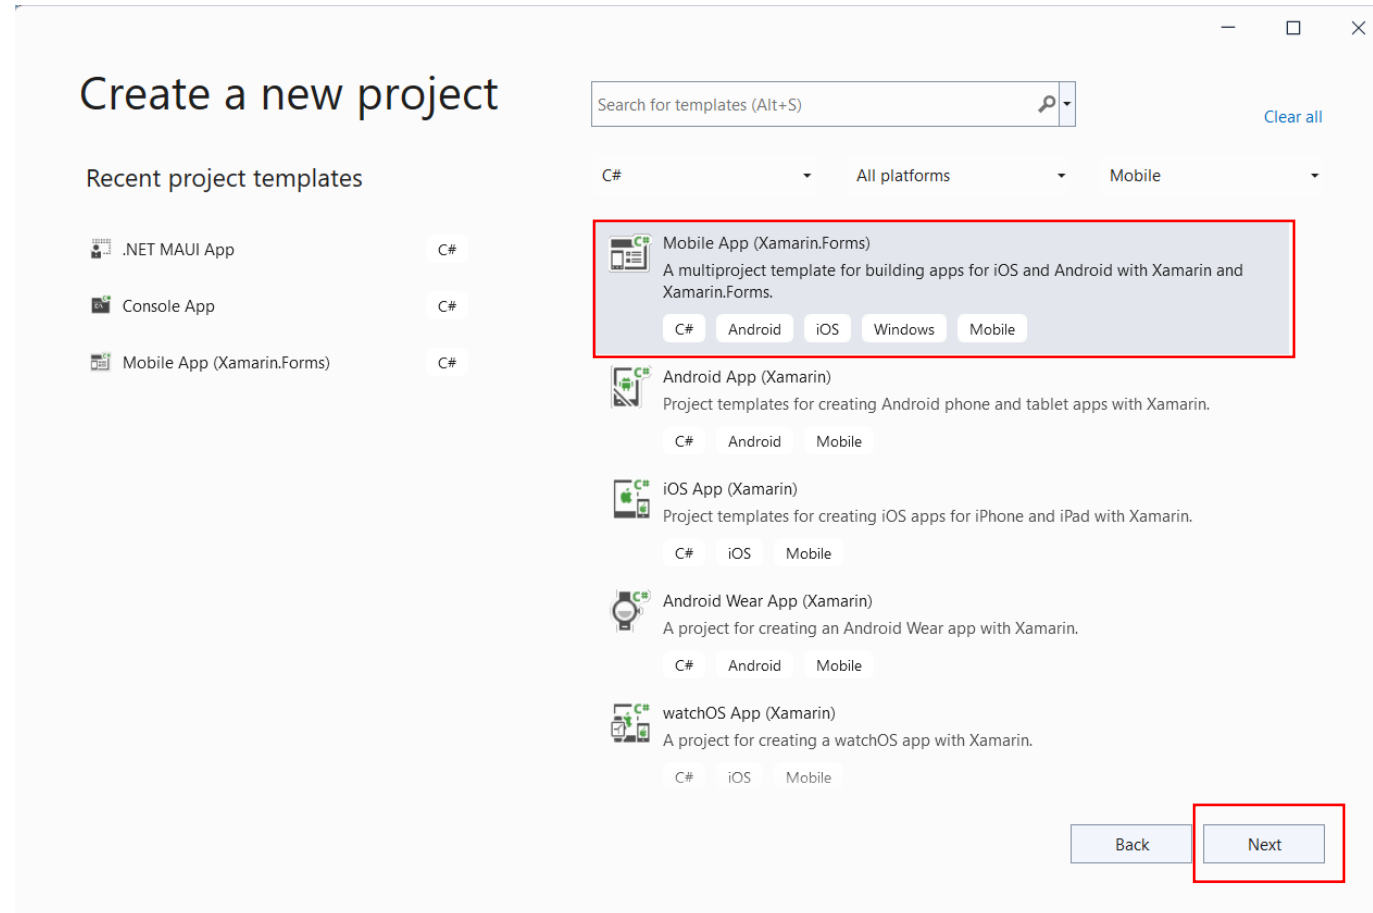 Create a new project
Search for templates (Alt+S)
Clear all
Recent project templates
C#
All platforms
Mobile
.NET MAUI App
C#
Console App
C#
Mobile App (Xamarin.Forms)
C#
Mobile App (Xamarin.Forms)
A multiproject template for building apps for iOS and Android with Xamarin and
Xamarin.Forms.
C# Android iOS Windows Mobile
Android App (Xamarin)
Project templates for creating Android phone and tablet apps with Xamarin.
C# Android Mobile
iOS App (Xamarin)
Project templates for creating iOS apps for iPhone and iPad with Xamarin.
C# iOS Mobile
Android Wear App (Xamarin)
A project for creating an Android Wear app with Xamarin.
C# Android Mobile
watchOS App (Xamarin)
A project for creating a watchOS app with Xamarin.
C# iOS Mobile
Back
Next